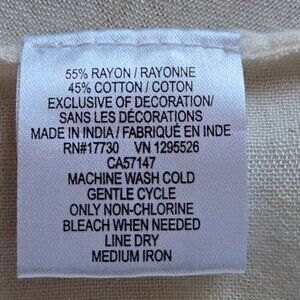 55% RAYON / RAYONNE
45% COTTON / COTON
EXCLUSIVE OF DECORATION/
SANS LES DÉCORATIONS
MADE IN INDIA / FABRIQUÉ EN INDE
RN#17730 VN 1295526
CA57147
MACHINE WASH COLD
GENTLE CYCLE
ONLY NON-CHLORINE
BLEACH WHEN NEEDED
LINE DRY
MEDIUM IRON